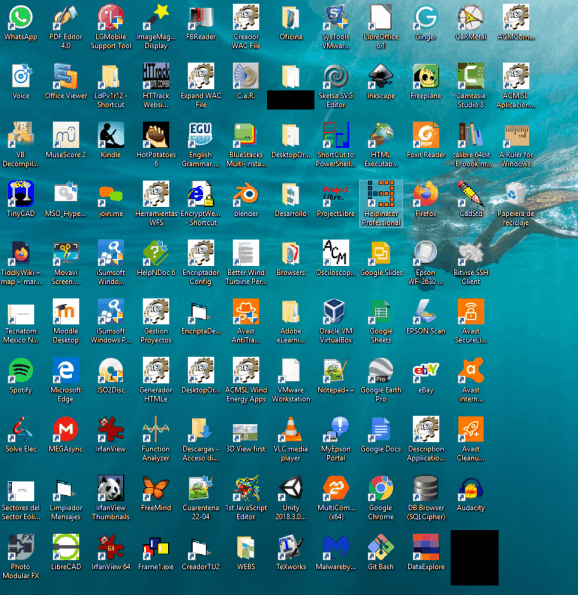 WhatsApp
PDF Editor
4.0
LGMobile
Support Tool
ImageMag...
Display
FBReader
Creador
WAC File
Oficina
SysTools
VMwar...
LibreOffice
6.1
Ginger
CLRMetal
ACMGom...
Voice
Office Viewer
LdPv1r12 -
Shortcut
HTTrack
Websi...
Expand WAC
File
C.a.R.
Sketsa SVG
Editor
Inkscape
Freeplane
Camtasia
Studio 8
ACMSL
Aplicacion...
VB
Decompil...
MuseScore 2
Kindle
HotPotatoes
6
English
Grammar...
BlueStacks
Multi-Insta...
DesktopOr...
Shortcut to
PowerShell...
HTML
Executab...
Foxit Reader
calibre 64bit
E-book m...
A Ruler for
Windows
TinyCAD
MSO_Hype...
join.me
Herramientas
WFS
EncryptWe...
- Shortcut
blender
Desarrollo
ProjectLibre
Helpinator
Professional
Firefox
CadStd
Papelera de
reciclaje
TiddlyWiki +
map + mar...
Movavi
Screen ...
iSumsoft
Windo...
HelpNDoc 6
Encriptador
Config
Better Wind
Turbine Per...
Browsers
Osciloscop...
Google Slides
Epson
WF-2630 ...
Bitvise SSH
Client
Tecnatom
Mexico N...
Moodle
Desktop
iSumsoft
Windows P...
Gestion
Proyectos
EncriptaDe...
Avast
AntiTra...
Adobe
eLearni...
Oracle VM
VirtualBox
Google
Sheets
EPSON Scan
Avast
SecureL...
Spotify
Microsoft
Edge
ISO2Disc
Generador
HTMLe
DesktopOr...
ACMSL Wind
Energy Apps
VMware
Workstation
Notepad++
Google Earth
Pro
eBay
Avast
intern...
Solve Elec
MEGAsync
IrfanView
Function
Analyzer
Descargas -
Acceso di...
3D View first
VLC media
player
MyEpson
Portal
Google Docs
Description
Application...
Avast
Cleanu...
Sectores del
Sector Eoli...
Limpiador
Mensajes
IrfanView
Thumbnails
FreeMind
Cuarentena
22-04
1st JavaScript
Editor
Unity
2018.3.0...
MultiCom...
(x64)
Google
Chrome
DB Browser
(SQLCipher)
Audacity
Photo
Modular FX
LibreCAD
IrfanView 64
Frame1.exe
CreadorTU2
WEBS
TeXworks
Malwareby...
Git Bash
DataExplore